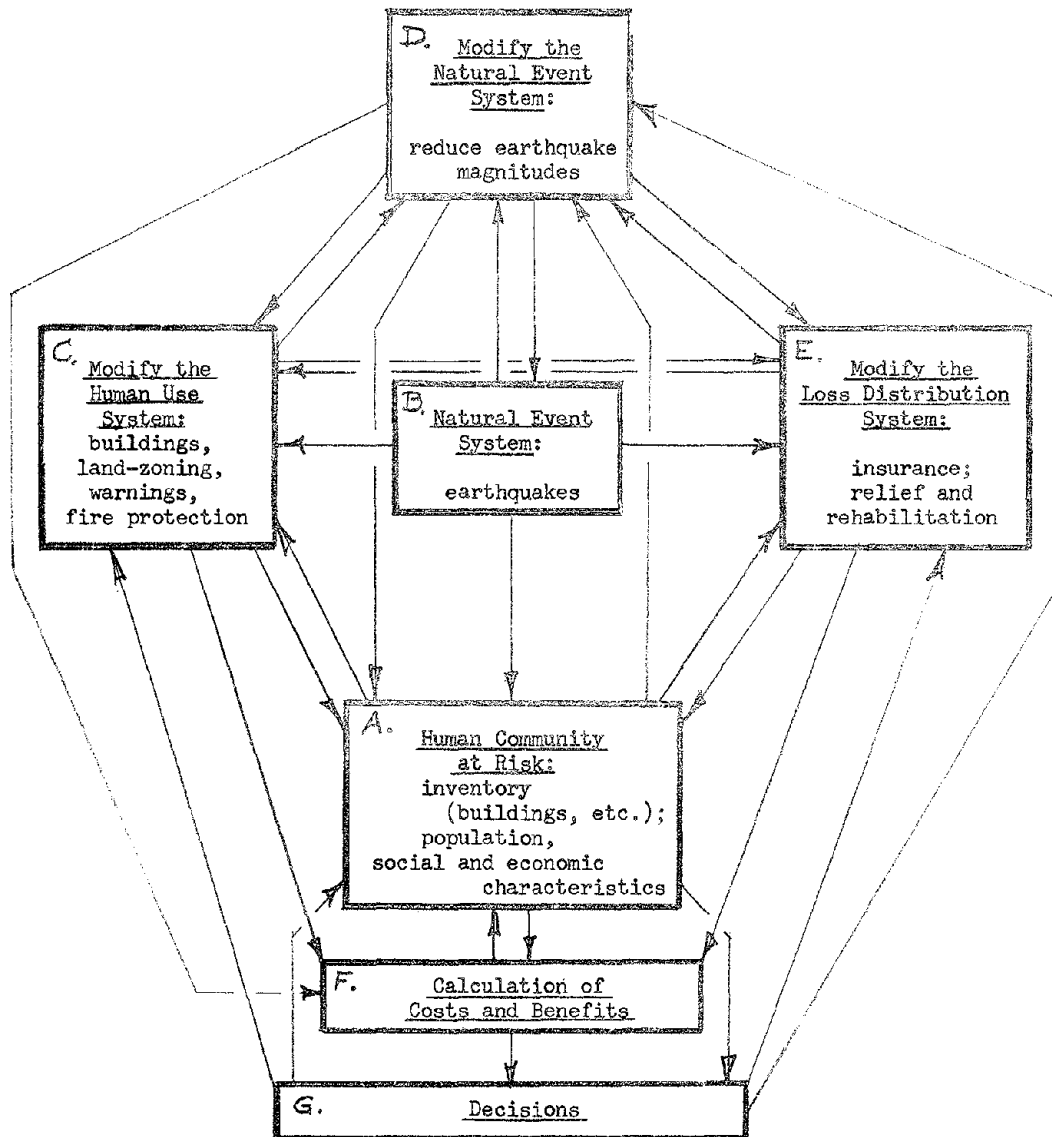 D.
Modify the
Natural Event
System:
reduce earthquake
magnitudes
C.
Modify the
Human Use
System:
buildings,
land-zoning,
warnings,
fire protection
B.
Natural Event
System:
earthquakes
E.
Modify the
Loss Distribution
System:
insurance;
relief and
rehabilitation
A.
Human Community
at Risk:
inventory
(buildings, etc.);
population,
social and economic
characteristics
F.
Calculation of
Costs and Benefits
G.
Decisions